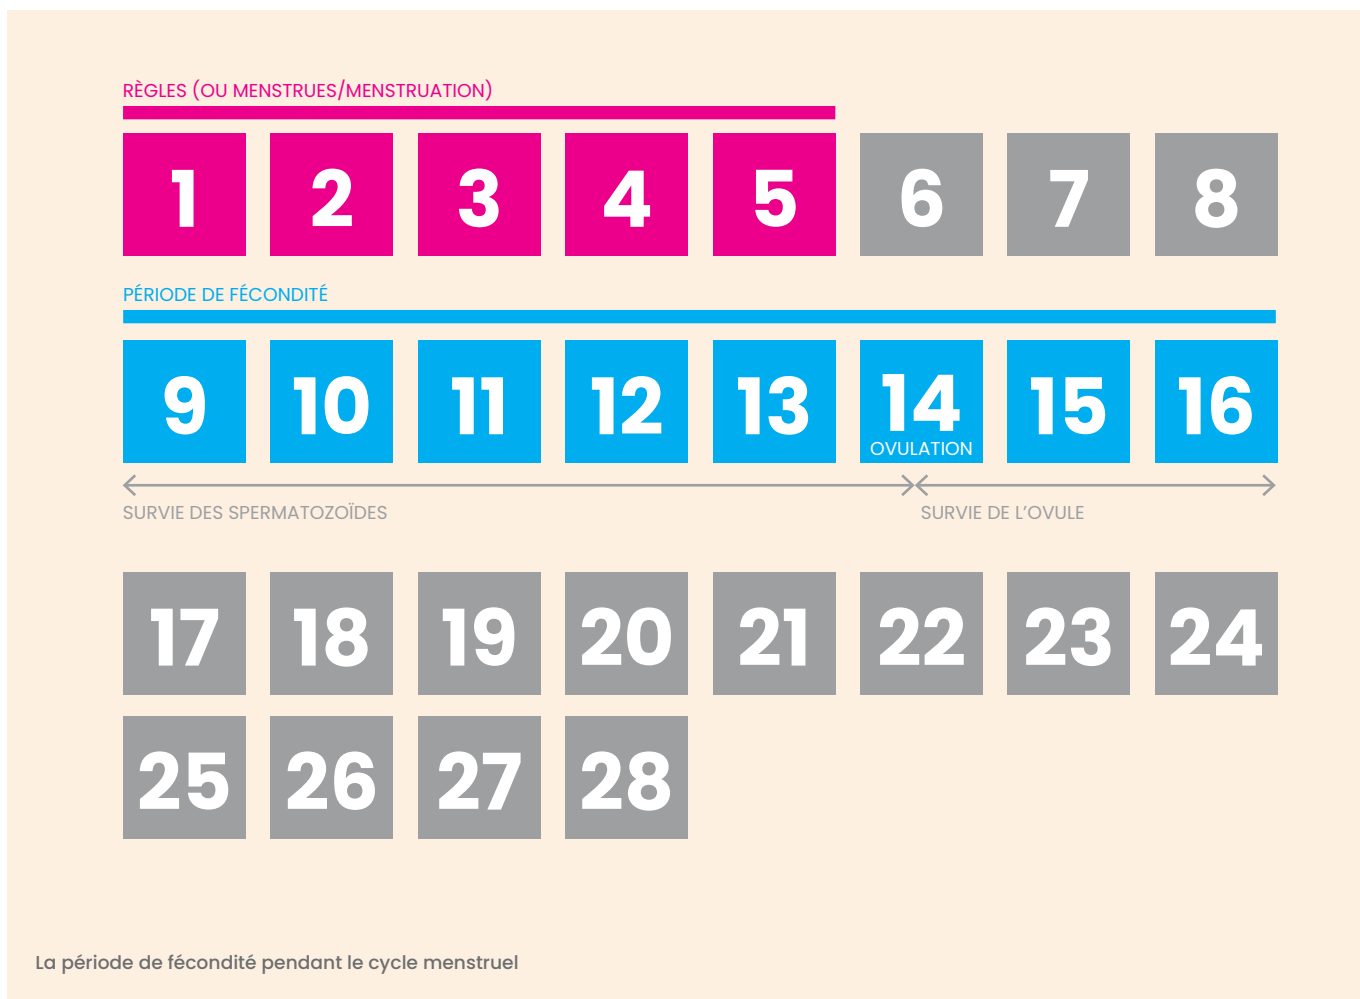 RÈGLES (OU MENSTRUES/MENSTRUATION)
1 2 3 4 5 6 7 8
PÉRIODE DE FÉCONDITÉ
9 10 11 12 13 14 15 16
OVULATION
SURVIE DES SPERMATOZOÏDES SURVIE DE L’OVULE
17 18 19 20 21 22 23 24
25 26 27 28
La période de fécondité pendant le cycle menstruel